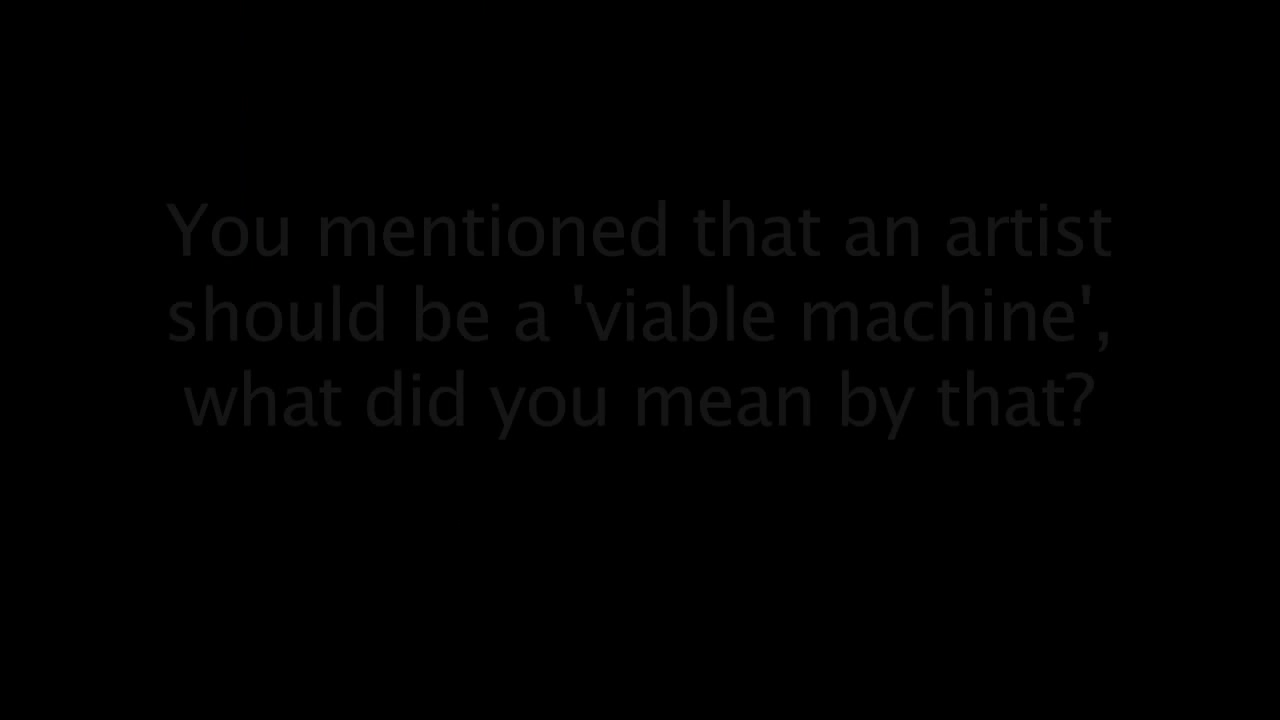 You mentioned that an artist
should be a 'viable machine',
what did you mean by that?